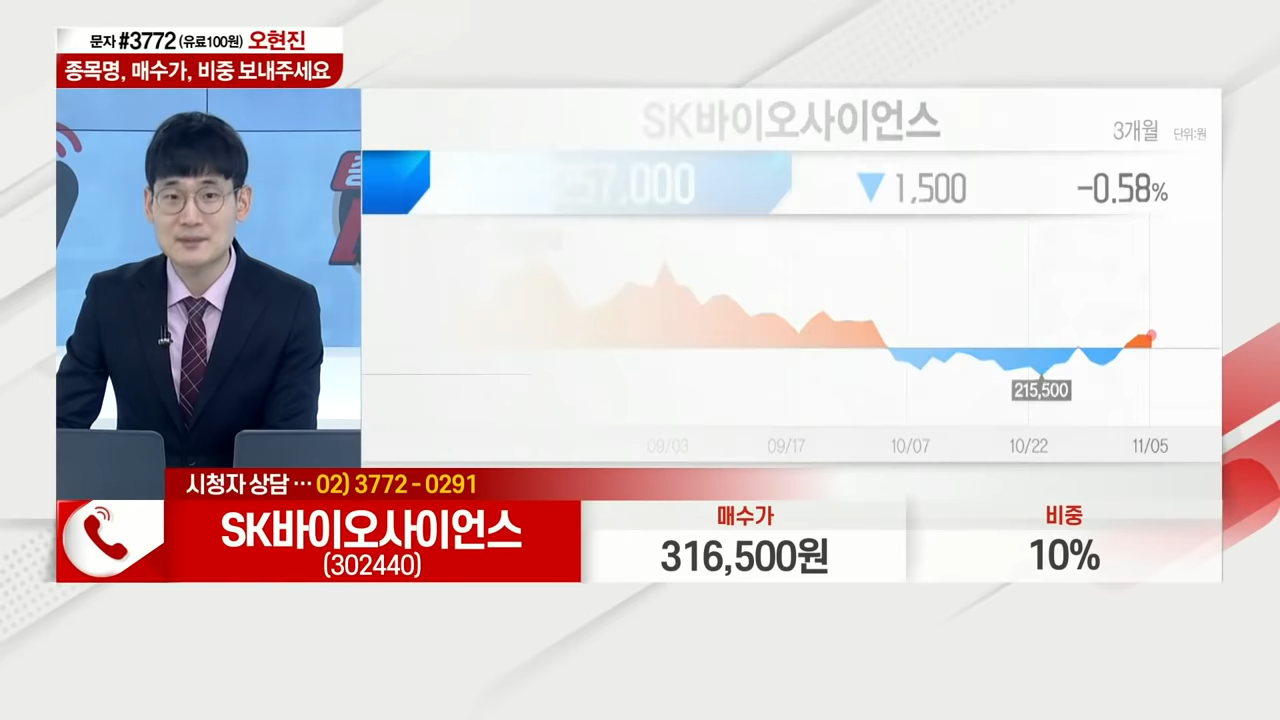 문자 #3772 (유료100원) 오현진
종목명, 매수가, 비중 보내주세요
SK바이오사이언스
3개월 단위:원
257,000 ▼ 1,500 -0.58%
215,500
09/03 09/17 10/07 10/22 11/05
시청자 상담 … 02) 3772-0291
SK바이오사이언스
(302440)
매수가
316,500원
비중
10%